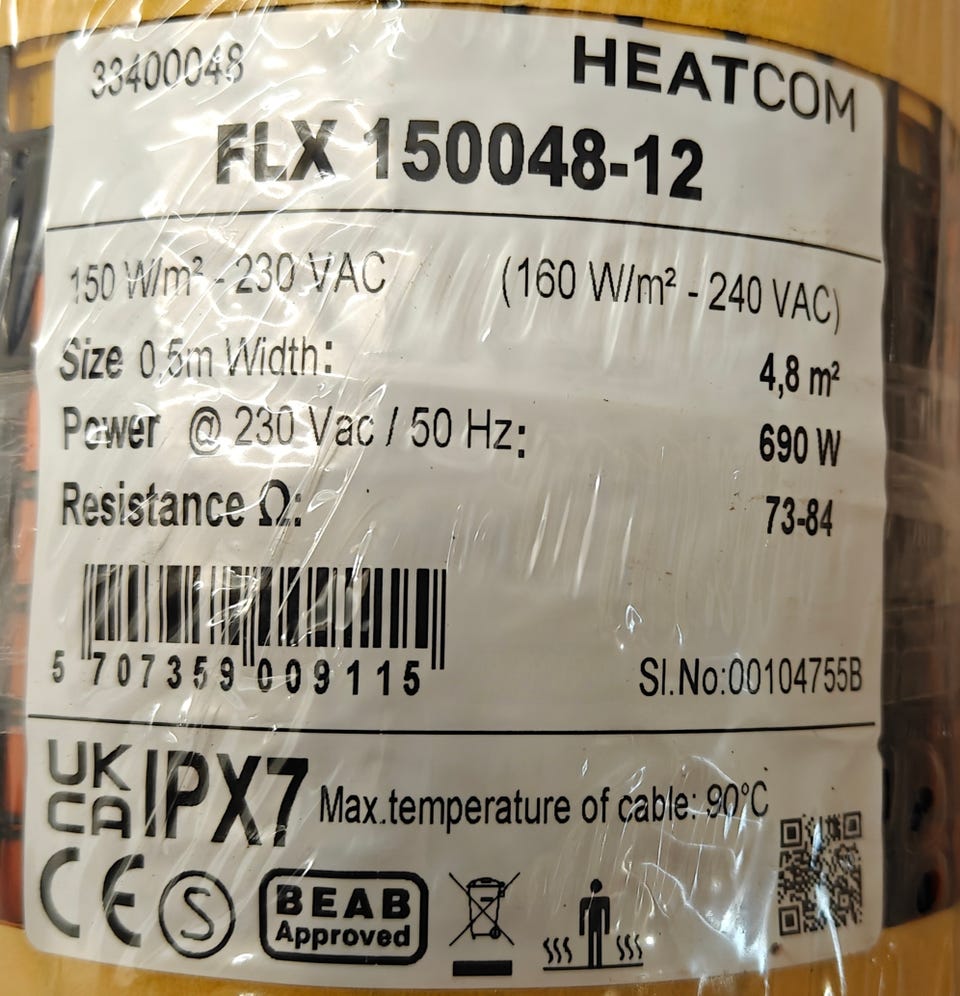 33400048
HEATCOM
FLX 150048-12
150 W/m² - 230 VAC (160 W/m² - 240 VAC)
Size 0.5m Width: 4,8 m²
Power @ 230 Vac / 50 Hz: 690 W
Resistance Ω: 73-84
5 707359 009115
Sl.No:00104755B
UK
CA
IPX7 Max.temperature of cable: 90°C
CE S BEAB
Approved